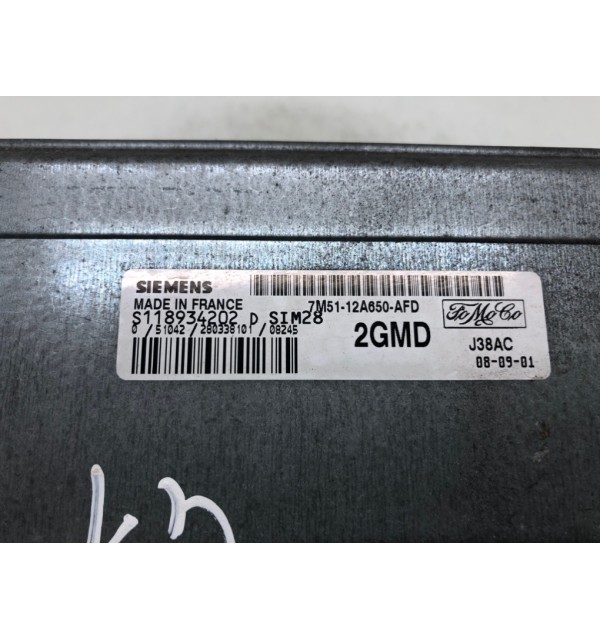 SIEMENS
MADE IN FRANCE
7M51-12A650-AFD
S118934202 D SIM28
0 / 51042 / 280338101 / 08245
2GMD
FoMoCo
J38AC
08-09-01